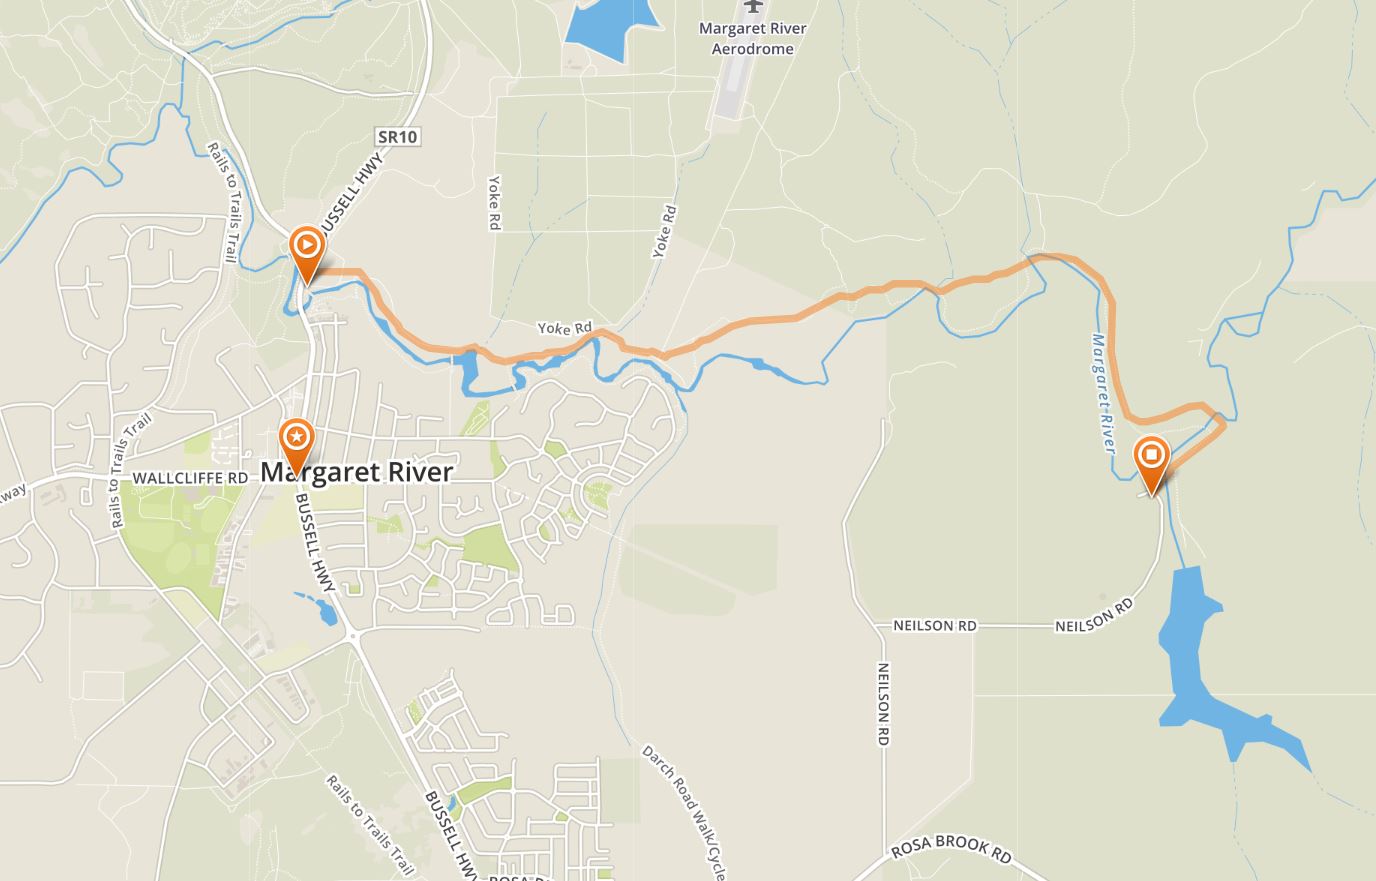 Margaret River
Aerodrome
SR10
BUSSELL HWY
Rails to Trails Trail
Yoke Rd
Yoke Rd
Yoke Rd
Margaret River
Rails to Trails Trail
WALLCLIFFE RD
Margaret River
BUSSELL HWY
NEILSON RD
NEILSON RD
NEILSON RD
Darch Road Walk/Cycle
Rails to Trails Trail
BUSSELL HWY
ROSA BROOK RD